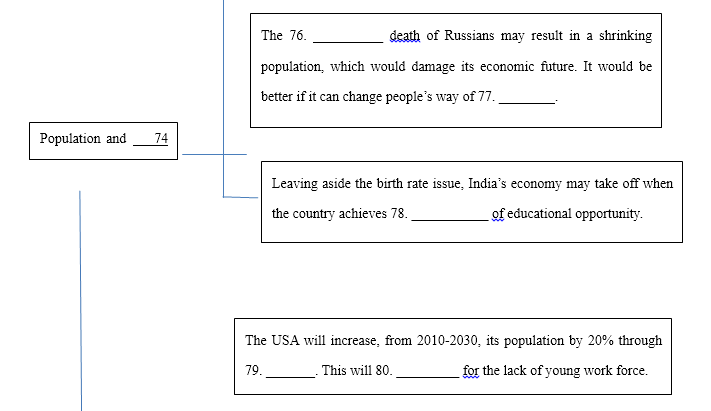 The 76. __________ death of Russians may result in a shrinking
population, which would damage its economic future. It would be
better if it can change people's way of 77. ________.
Population and ___74
Leaving aside the birth rate issue, India's economy may take off when
the country achieves 78. ___________ of educational opportunity.
The USA will increase, from 2010-2030, its population by 20% through
79. _______. This will 80. _________ for the lack of young work force.